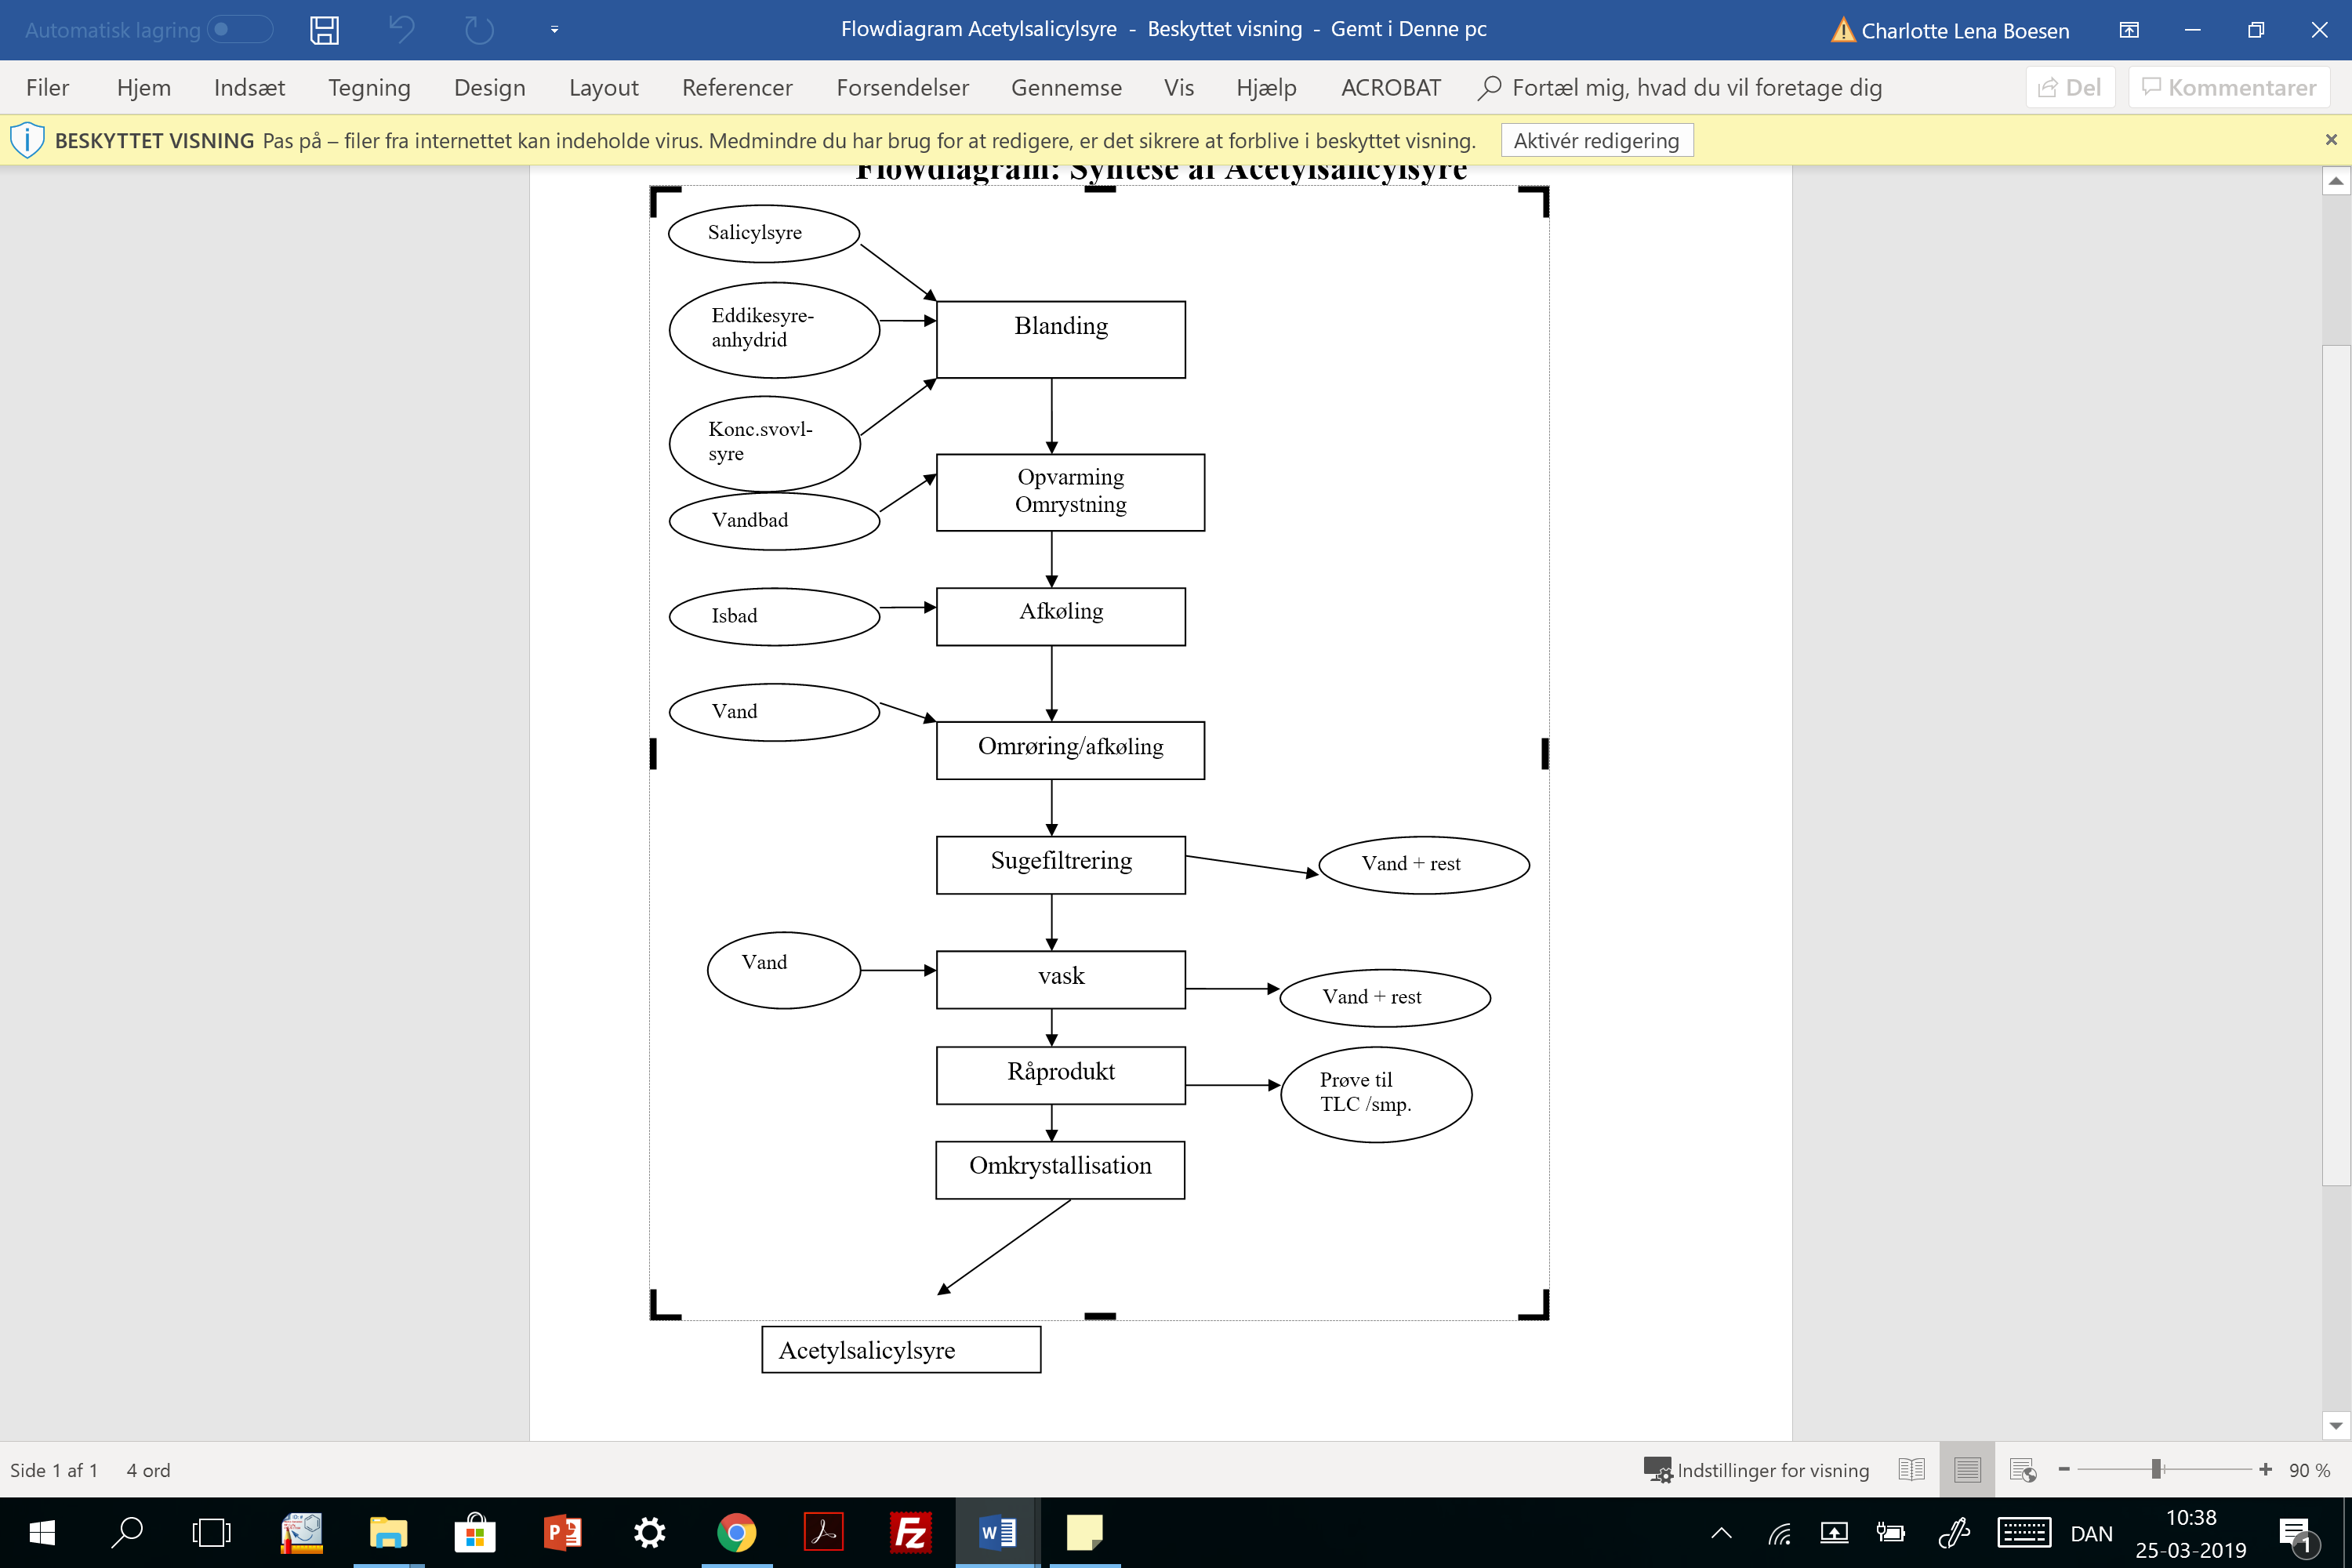 Automatisk lagring
Flowdiagram Acetylsalicylsyre - Beskyttet visning - Gemt i Denne pc
Charlotte Lena Boesen
Filer Hjem Indsæt Tegning Design Layout Referencer Forsendelser Gennemse Vis Hjælp ACROBAT Fortæl mig, hvad du vil foretage dig Del Kommentarer
BESKYTTET VISNING Pas på – filer fra internettet kan indeholde virus. Medmindre du har brug for at redigere, er det sikrere at forblive i beskyttet visning. Aktivér redigering
Flowdiagram: Syntese af Acetylsalicylsyre
Salicylsyre
Eddikesyre-
anhydrid
Blanding
Konc.svovl-
syre
Opvarming
Omrystning
Vandbad
Isbad
Afkøling
Vand
Omrøring/afkøling
Sugefiltrering
Vand + rest
Vand
vask
Vand + rest
Råprodukt
Prøve til
TLC /smp.
Omkrystallisation
Acetylsalicylsyre
Side 1 af 1 4 ord
Indstillinger for visning
90 %
DAN
10:38
25-03-2019
1